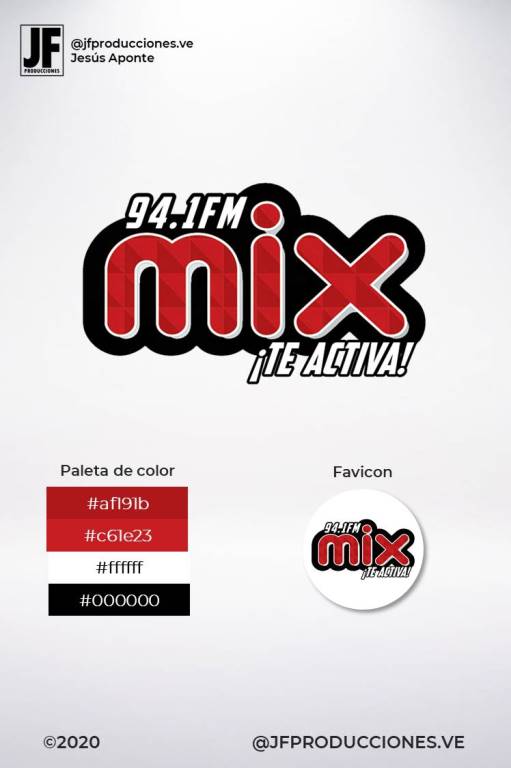 JF
PRODUCCIONES
@jfproducciones.ve
Jesús Aponte
94.1FM
mix
¡TE ACTIVA!
Paleta de color
#af191b
#c61e23
#ffffff
#000000
Favicon
94.1FM
mix
¡TE ACTIVA!
©2020
@JFPRODUCCIONES.VE